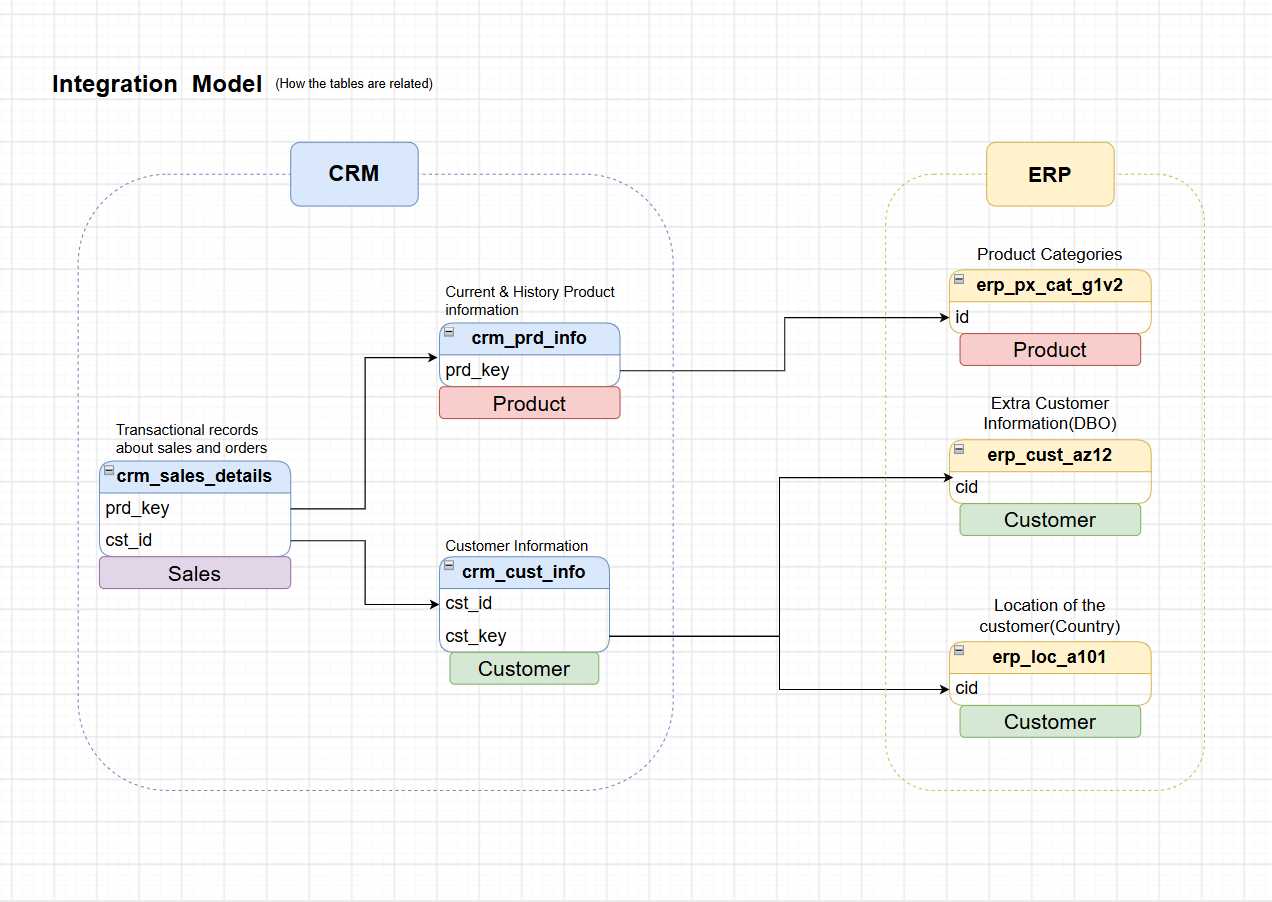 Integration Model (How the tables are related)
CRM
ERP
Transactional records
about sales and orders
crm_sales_details
prd_key
cst_id
Sales
Current & History Product
information
crm_prd_info
prd_key
Product
Customer Information
crm_cust_info
cst_id
cst_key
Customer
Product Categories
erp_px_cat_g1v2
id
Product
Extra Customer
Information(DBO)
erp_cust_az12
cid
Customer
Location of the
customer(Country)
erp_loc_a101
cid
Customer